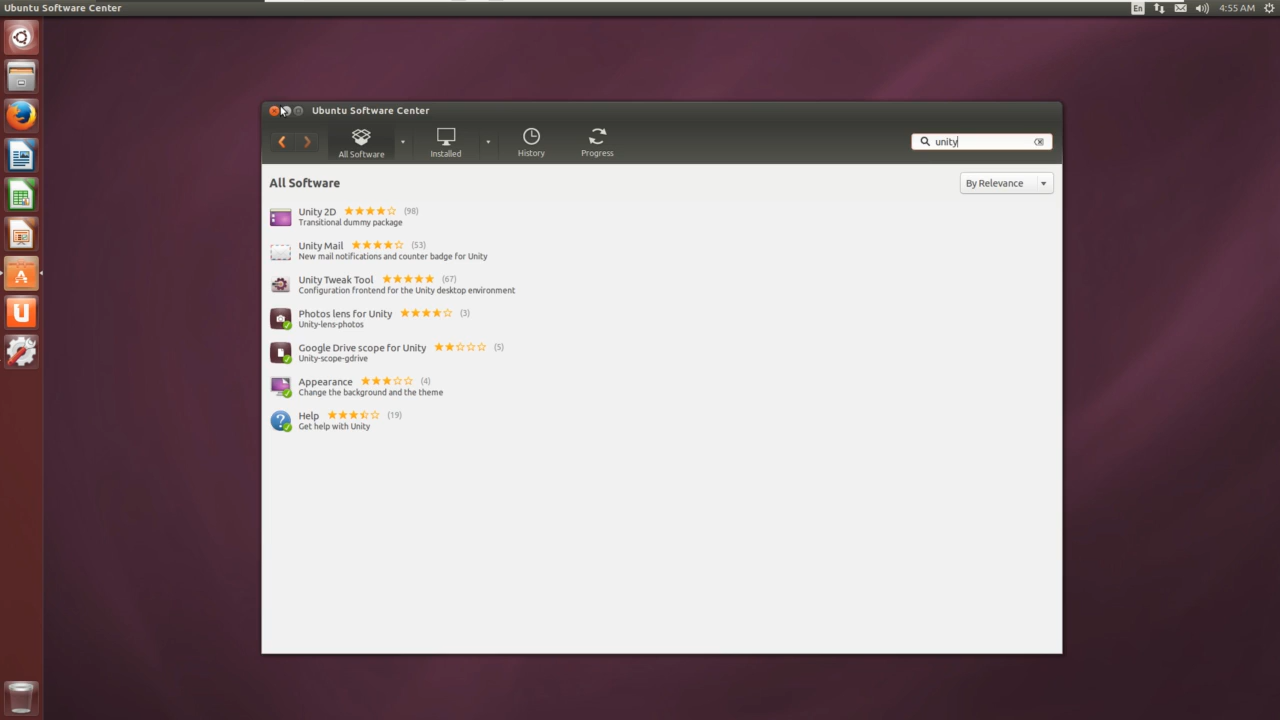 Ubuntu Software Center
En
4:55 AM
Ubuntu Software Center
All Software
Installed
History
Progress
unity
All Software
By Relevance
Unity 2D (98)
Transitional dummy package
Unity Mail (53)
New mail notifications and counter badge for Unity
Unity Tweak Tool (67)
Configuration frontend for the Unity desktop environment
Photos lens for Unity (3)
Unity-lens-photos
Google Drive scope for Unity (5)
Unity-scope-gdrive
Appearance (4)
Change the background and the theme
Help (19)
Get help with Unity